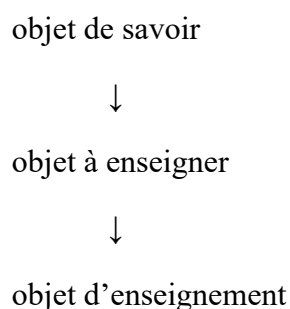 objet de savoir
↓
objet à enseigner
↓
objet d’enseignement